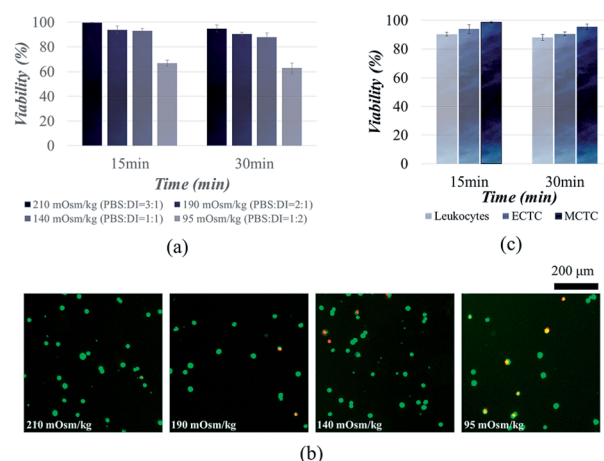 100
80
60
40
20
0
Viability (%)
15min
30min
Time (min)
210 mOsm/kg (PBS:DI=3:1)
190 mOsm/kg (PBS:DI=2:1)
140 mOsm/kg (PBS:DI=1:1)
95 mOsm/kg (PBS:DI=1:2)
(a)
100
80
60
40
20
0
Viability (%)
15min
30min
Time (min)
Leukocytes
ECTC
MCTC
(c)
200 μm
210 mOsm/kg
190 mOsm/kg
140 mOsm/kg
95 mOsm/kg
(b)